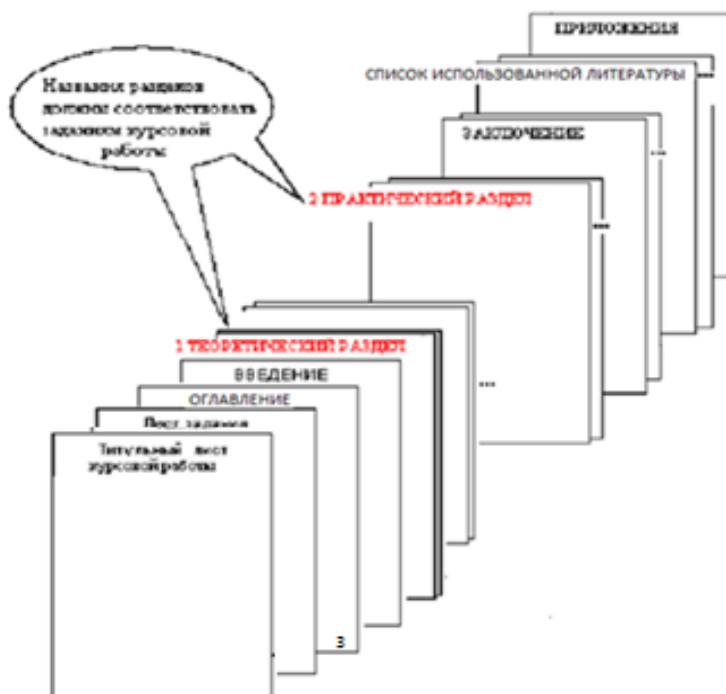 ПРИЛОЖЕНИЯ
...
СПИСОК ИСПОЛЬЗОВАННОЙ ЛИТЕРАТУРЫ
ЗАКЛЮЧЕНИЕ
...
Названия разделов
должны соответствовать
заданиям курсовой
работы
2 ПРАКТИЧЕСКИЙ РАЗДЕЛ
...
1 ТЕОРЕТИЧЕСКИЙ РАЗДЕЛ
ВВЕДЕНИЕ
...
ОГЛАВЛЕНИЕ
Лист задания
Титульный лист
курсовой работы
3